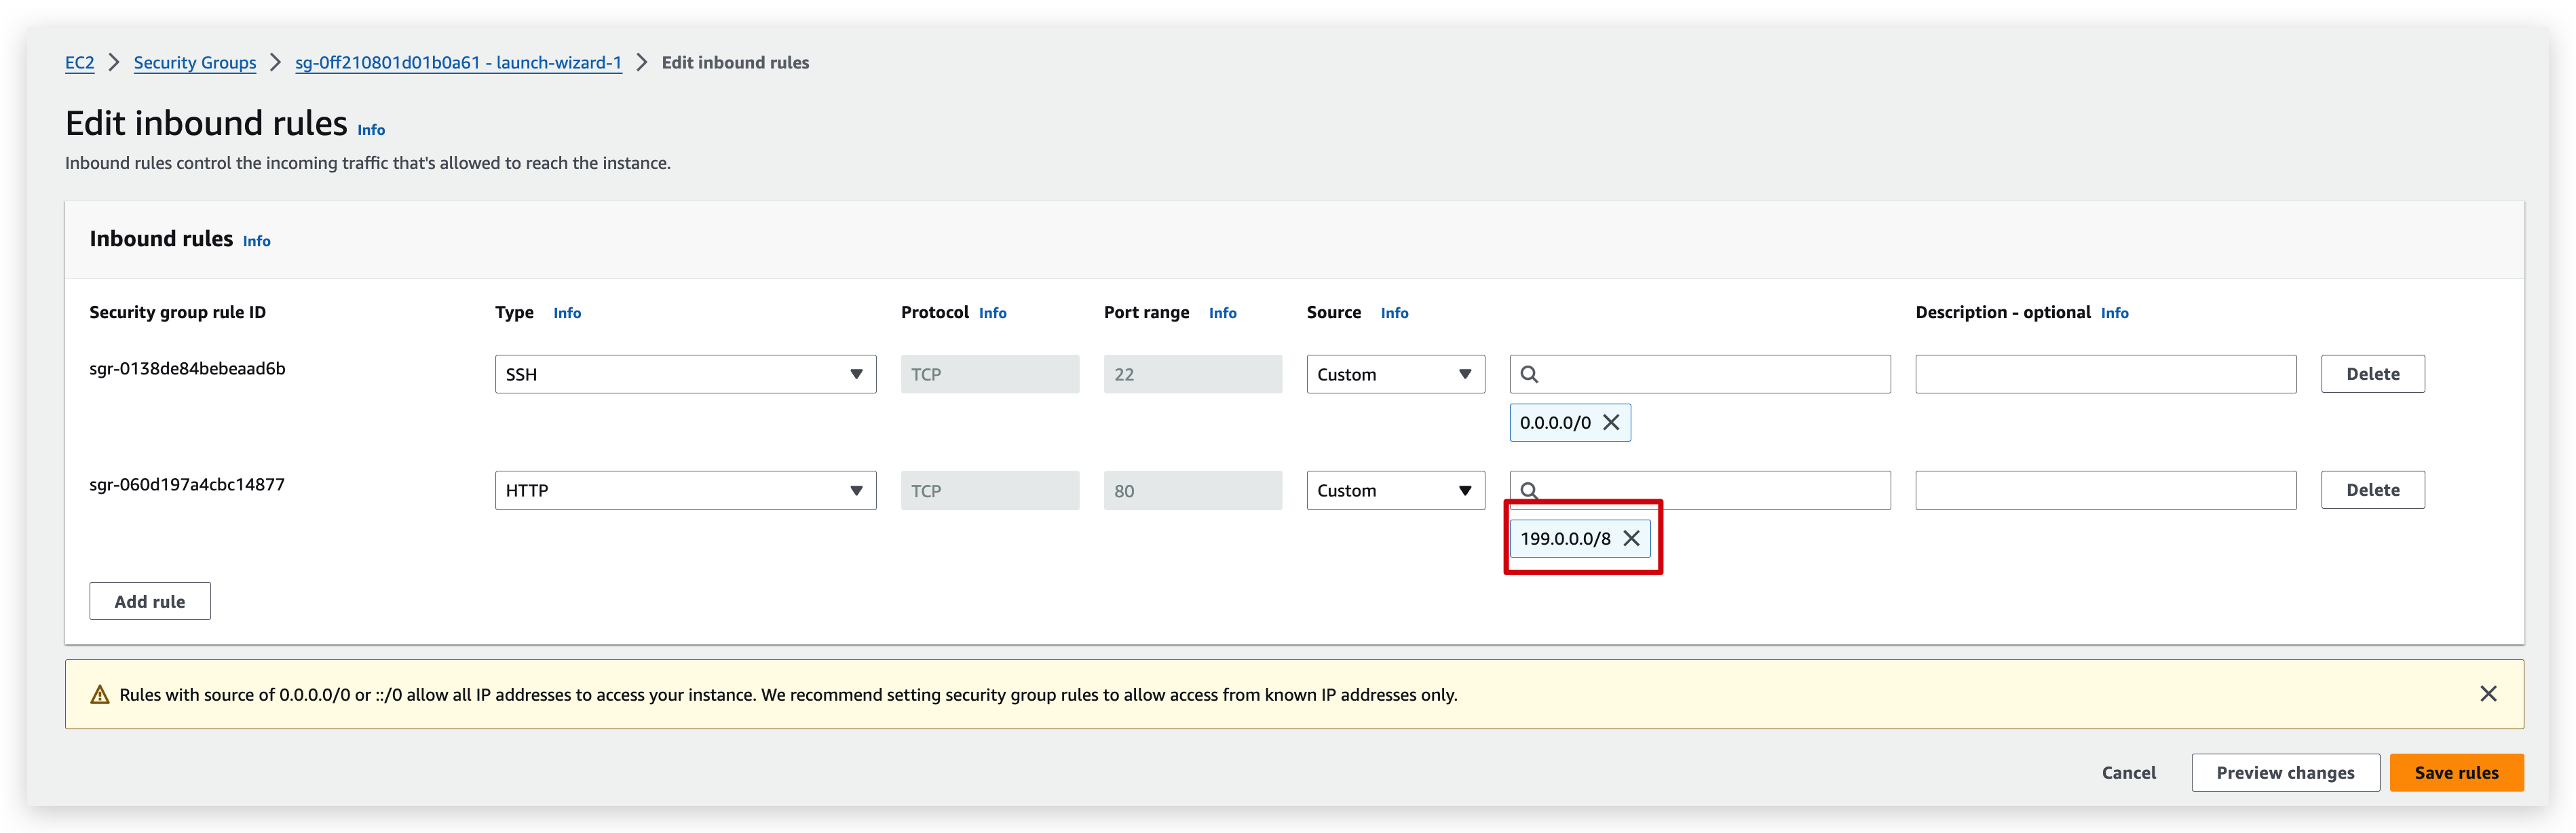 EC2 > Security Groups > sg-0ff210801d01b0a61 - launch-wizard-1 > Edit inbound rules
Edit inbound rules Info
Inbound rules control the incoming traffic that's allowed to reach the instance.
Inbound rules Info
Security group rule ID Type Info Protocol Info Port range Info Source Info Description - optional Info
sgr-0138de84bebeaad6b SSH TCP 22 Custom Delete
0.0.0.0/0
sgr-060d197a4cbc14877 HTTP TCP 80 Custom Delete
199.0.0.0/8
Add rule
Rules with source of 0.0.0.0/0 or ::/0 allow all IP addresses to access your instance. We recommend setting security group rules to allow access from known IP addresses only.
Cancel Preview changes Save rules